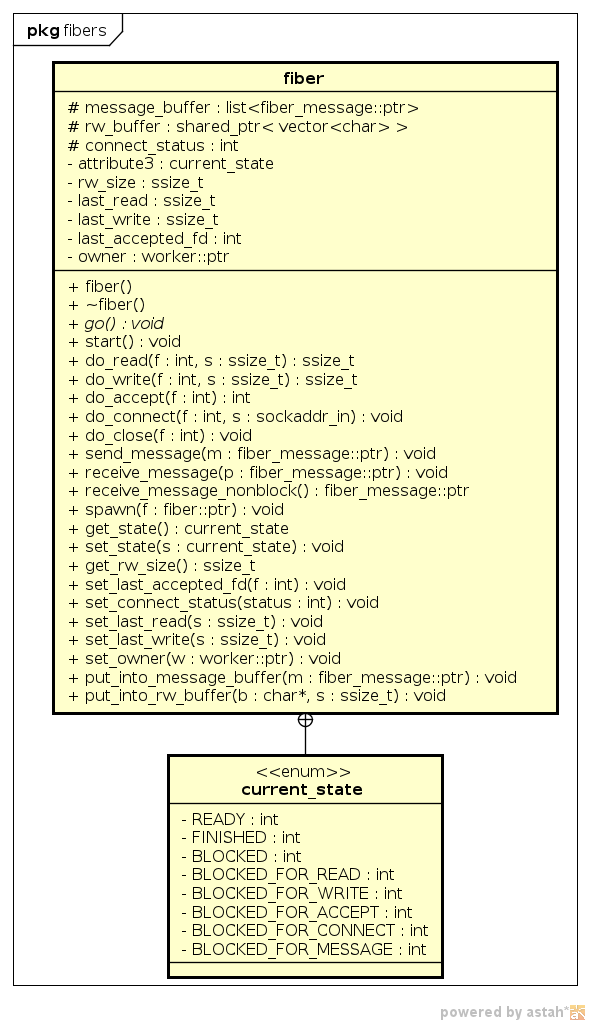 pkg fibers
fiber
# message_buffer : list<fiber_message::ptr>
# rw_buffer : shared_ptr< vector<char> >
# connect_status : int
- attribute3 : current_state
- rw_size : ssize_t
- last_read : ssize_t
- last_write : ssize_t
- last_accepted_fd : int
- owner : worker::ptr
+ fiber()
+ ~fiber()
+ go() : void
+ start() : void
+ do_read(f : int, s : ssize_t) : ssize_t
+ do_write(f : int, s : ssize_t) : ssize_t
+ do_accept(f : int) : int
+ do_connect(f : int, s : sockaddr_in) : void
+ do_close(f : int) : void
+ send_message(m : fiber_message::ptr) : void
+ receive_message(p : fiber_message::ptr) : void
+ receive_message_nonblock() : fiber_message::ptr
+ spawn(f : fiber::ptr) : void
+ get_state() : current_state
+ set_state(s : current_state) : void
+ get_rw_size() : ssize_t
+ set_last_accepted_fd(f : int) : void
+ set_connect_status(status : int) : void
+ set_last_read(s : ssize_t) : void
+ set_last_write(s : ssize_t) : void
+ set_owner(w : worker::ptr) : void
+ put_into_message_buffer(m : fiber_message::ptr) : void
+ put_into_rw_buffer(b : char*, s : ssize_t) : void
<<enum>>
current_state
- READY : int
- FINISHED : int
- BLOCKED : int
- BLOCKED_FOR_READ : int
- BLOCKED_FOR_WRITE : int
- BLOCKED_FOR_ACCEPT : int
- BLOCKED_FOR_CONNECT : int
- BLOCKED_FOR_MESSAGE : int
powered by astah*